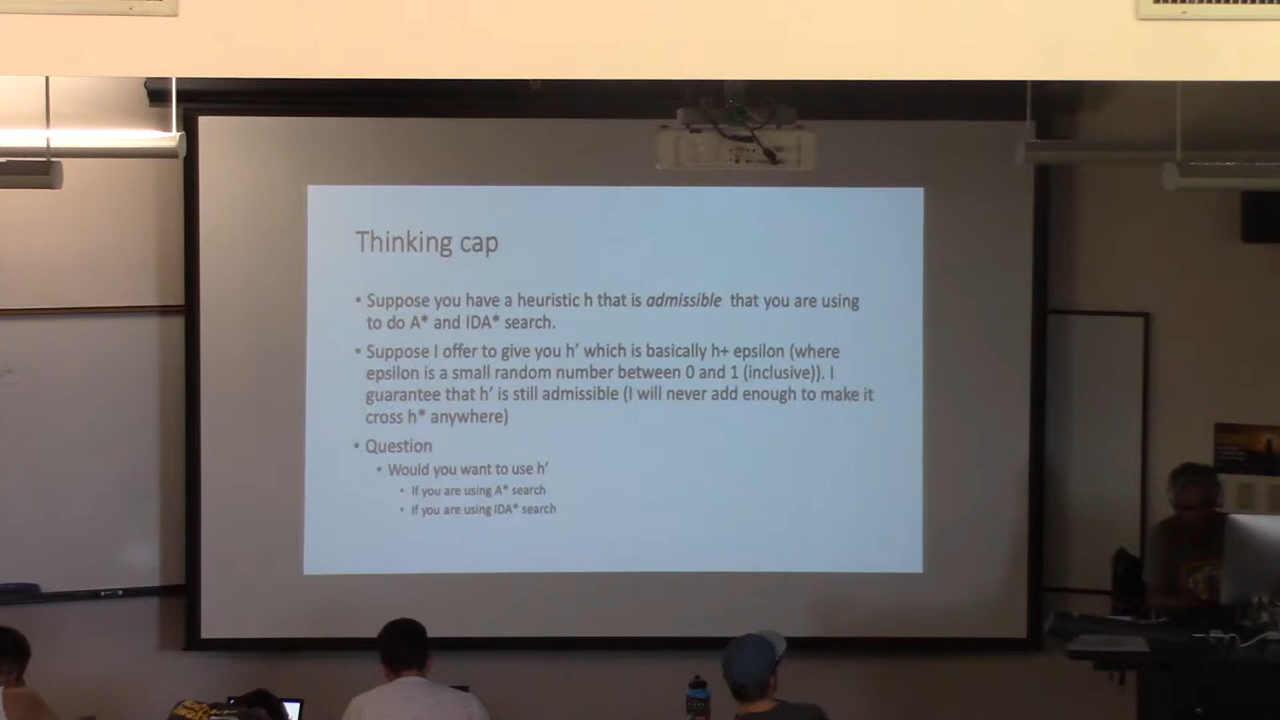 Thinking cap
• Suppose you have a heuristic h that is admissible that you are using
to do A* and IDA* search.
• Suppose I offer to give you h’ which is basically h+ epsilon (where
epsilon is a small random number between 0 and 1 (inclusive)). I
guarantee that h’ is still admissible (I will never add enough to make it
cross h* anywhere)
• Question
• Would you want to use h’
• If you are using A* search
• If you are using IDA* search